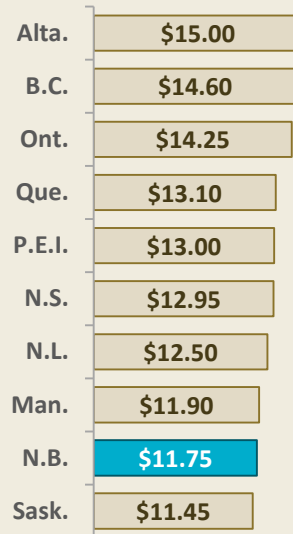 Alta. $15.00
B.C. $14.60
Ont. $14.25
Que. $13.10
P.E.I. $13.00
N.S. $12.95
N.L. $12.50
Man. $11.90
N.B. $11.75
Sask. $11.45